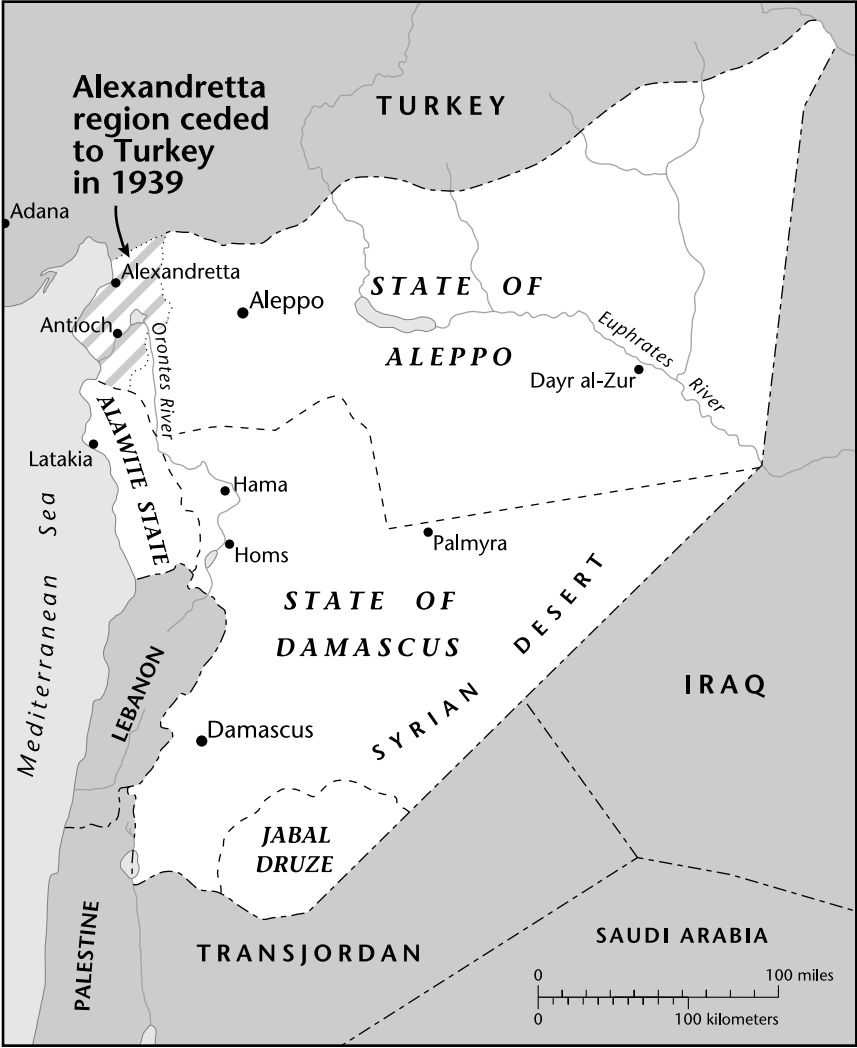 Alexandretta
region ceded
to Turkey
in 1939
TURKEY
Adana
Alexandretta
Aleppo
STATE OF
ALEPPO
Antioch
Orontes River
Euphrates
River
Dayr al-Zur
ALAWITE STATE
Latakia
Hama
Homs
Palmyra
Mediterranean Sea
STATE OF
DAMASCUS
SYRIAN DESERT
IRAQ
LEBANON
Damascus
JABAL
DRUZE
PALESTINE
TRANSJORDAN
SAUDI ARABIA
0 100 miles
0 100 kilometers